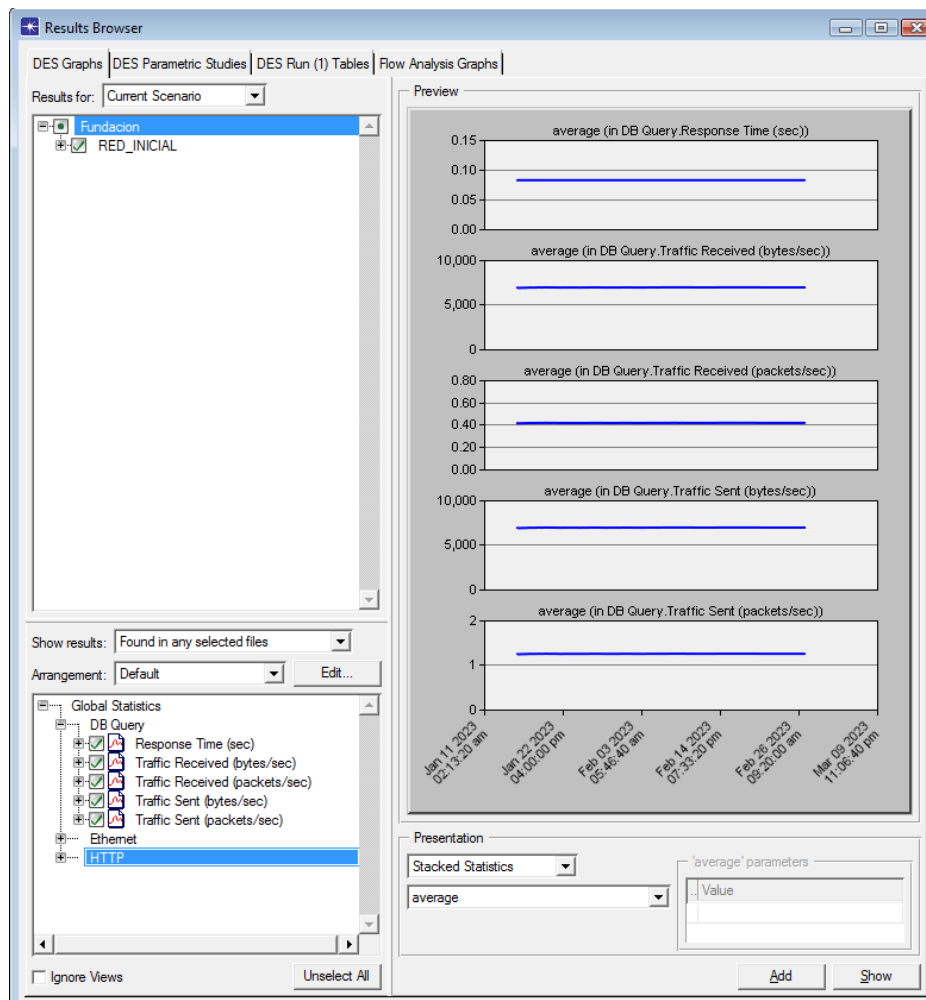 Results Browser
DES Graphs DES Parametric Studies DES Run (1) Tables Flow Analysis Graphs
Results for: Current Scenario
Fundacion
RED_INICIAL
Show results: Found in any selected files
Arrangement: Default Edit...
Global Statistics
DB Query
Response Time (sec)
Traffic Received (bytes/sec)
Traffic Received (packets/sec)
Traffic Sent (bytes/sec)
Traffic Sent (packets/sec)
Ethernet
HTTP
Ignore Views Unselect All
Preview
average (in DB Query.Response Time (sec))
0.15
0.10
0.05
0.00
average (in DB Query.Traffic Received (bytes/sec))
10,000
5,000
0
average (in DB Query.Traffic Received (packets/sec))
0.80
0.60
0.40
0.20
0.00
average (in DB Query.Traffic Sent (bytes/sec))
10,000
5,000
0
average (in DB Query.Traffic Sent (packets/sec))
2
1
0
Jan 11 2023
02:13:20 am
Jan 22 2023
04:00:00 pm
Feb 03 2023
05:46:40 am
Feb 14 2023
07:33:20 pm
Feb 26 2023
09:20:00 am
Mar 09 2023
11:06:40 pm
Presentation
Stacked Statistics
average
'average' parameters
.. Value
Add Show